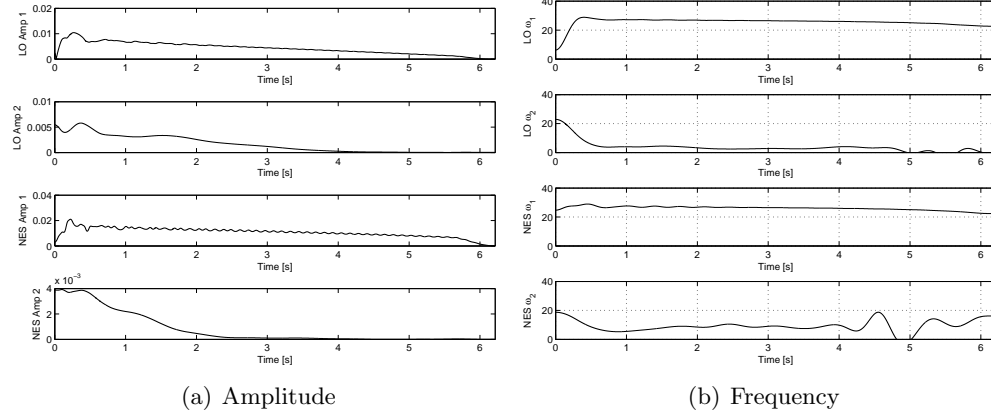 0.02
0.01
0
LO Amp 1
0 1 2 3 4 5 6
Time [s]
0.01
0.005
0
LO Amp 2
0 1 2 3 4 5 6
Time [s]
0.04
0.02
0
NES Amp 1
0 1 2 3 4 5 6
Time [s]
x 10⁻³
4
2
0
NES Amp 2
0 1 2 3 4 5 6
Time [s]
(a) Amplitude
40
20
0
LO ω₁
0 1 2 3 4 5 6
Time [s]
40
20
0
LO ω₂
0 1 2 3 4 5 6
Time [s]
40
20
0
NES ω₁
0 1 2 3 4 5 6
Time [s]
40
20
0
NES ω₂
0 1 2 3 4 5 6
Time [s]
(b) Frequency